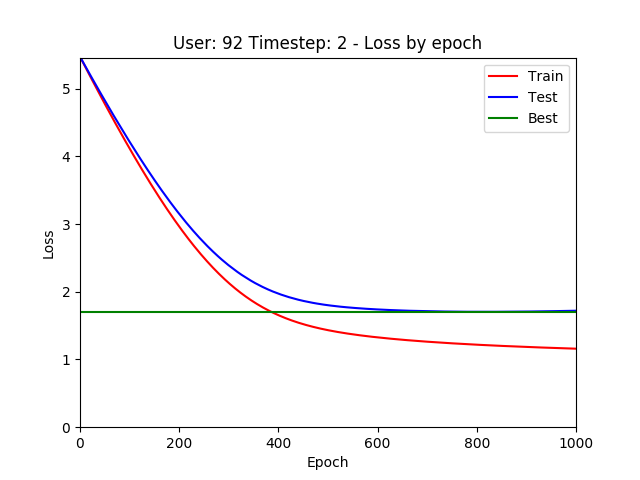 User: 92 Timestep: 2 - Loss by epoch
Train
Test
Best
5
4
3
2
1
0
Loss
0 200 400 600 800 1000
Epoch